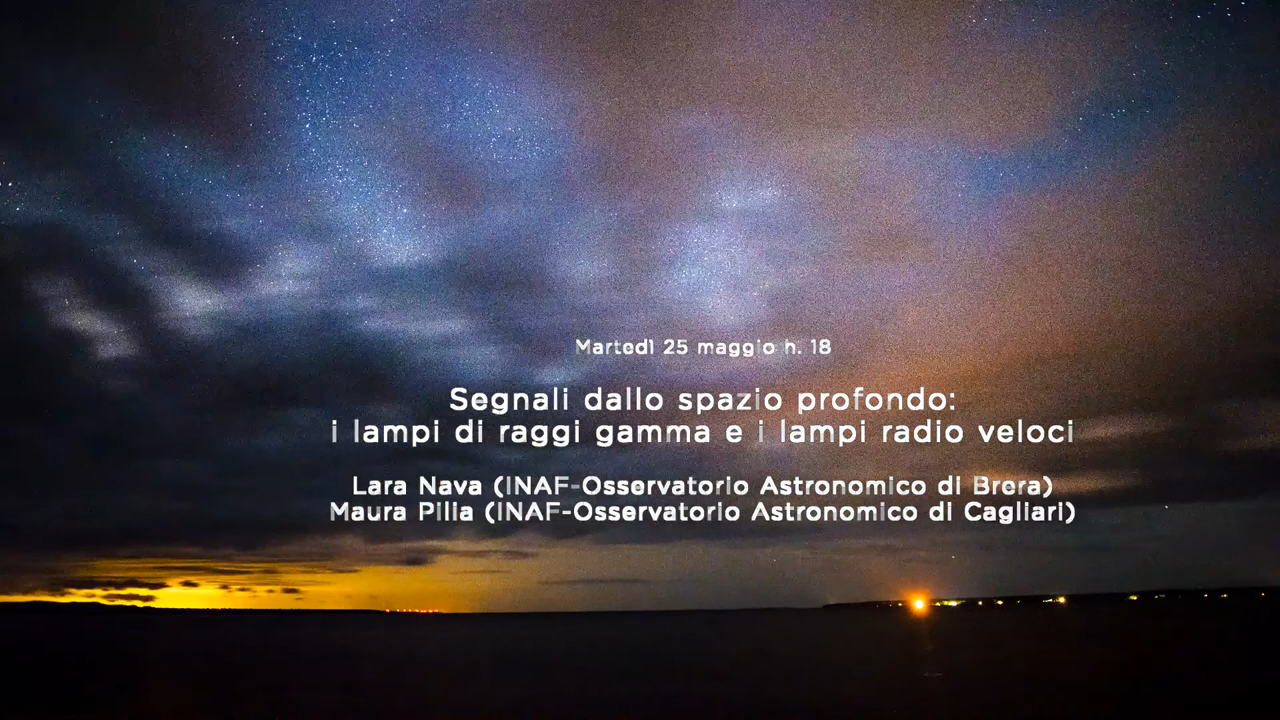 Martedì 25 maggio h. 18
Segnali dallo spazio profondo:
i lampi di raggi gamma e i lampi radio veloci
Lara Nava (INAF-Osservatorio Astronomico di Brera)
Maura Pilia (INAF-Osservatorio Astronomico di Cagliari)